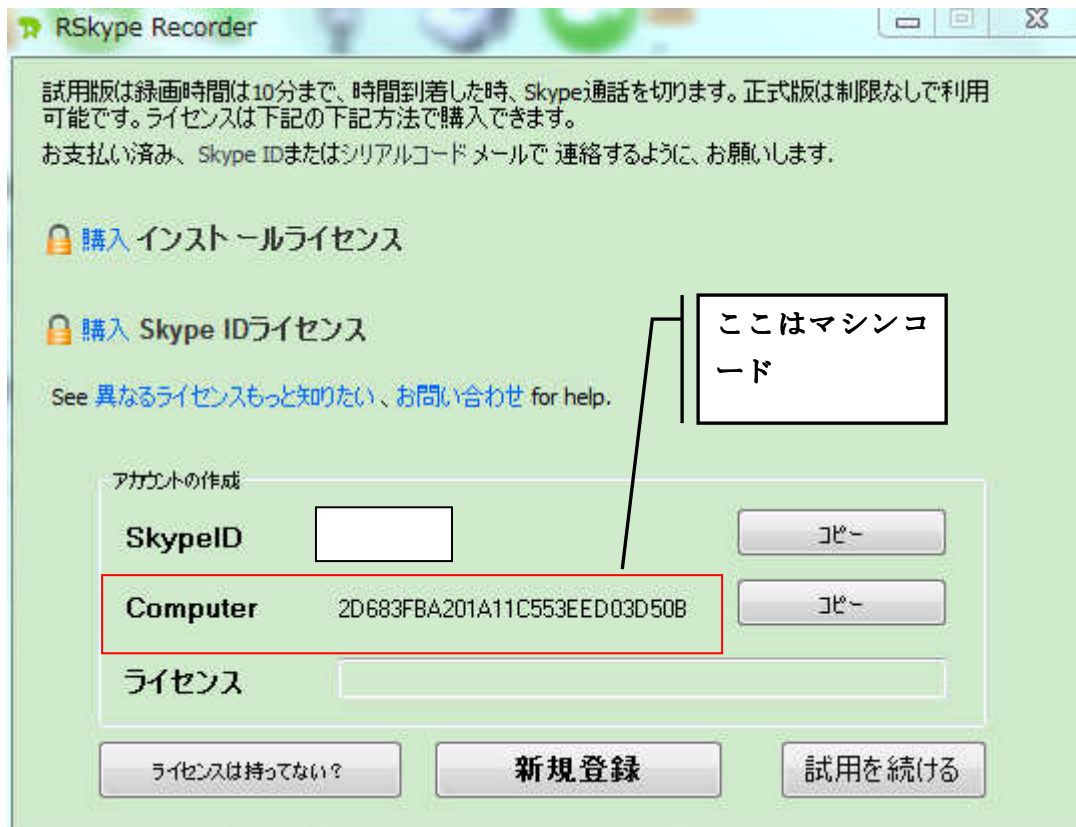 RSkype Recorder
試用版は録画時間は10分まで、時間到着した時、Skype通話を切ります。正式版は制限なしで利用
可能です。ライセンスは下記の下記方法で購入できます。
お支払い済み、Skype IDまたはシリアルコードメールで 連絡するように、お願いします.
購入 インストールライセンス
購入 Skype IDライセンス
ここはマシンコ
ード
See 異なるライセンスもっと知りたい 、お問い合わせ for help.
アカウントの作成
SkypeID
コピー
Computer 2D683FBA201A11C553EED03D50B
コピー
ライセンス
ライセンスは持ってない?
新規登録
試用を続ける